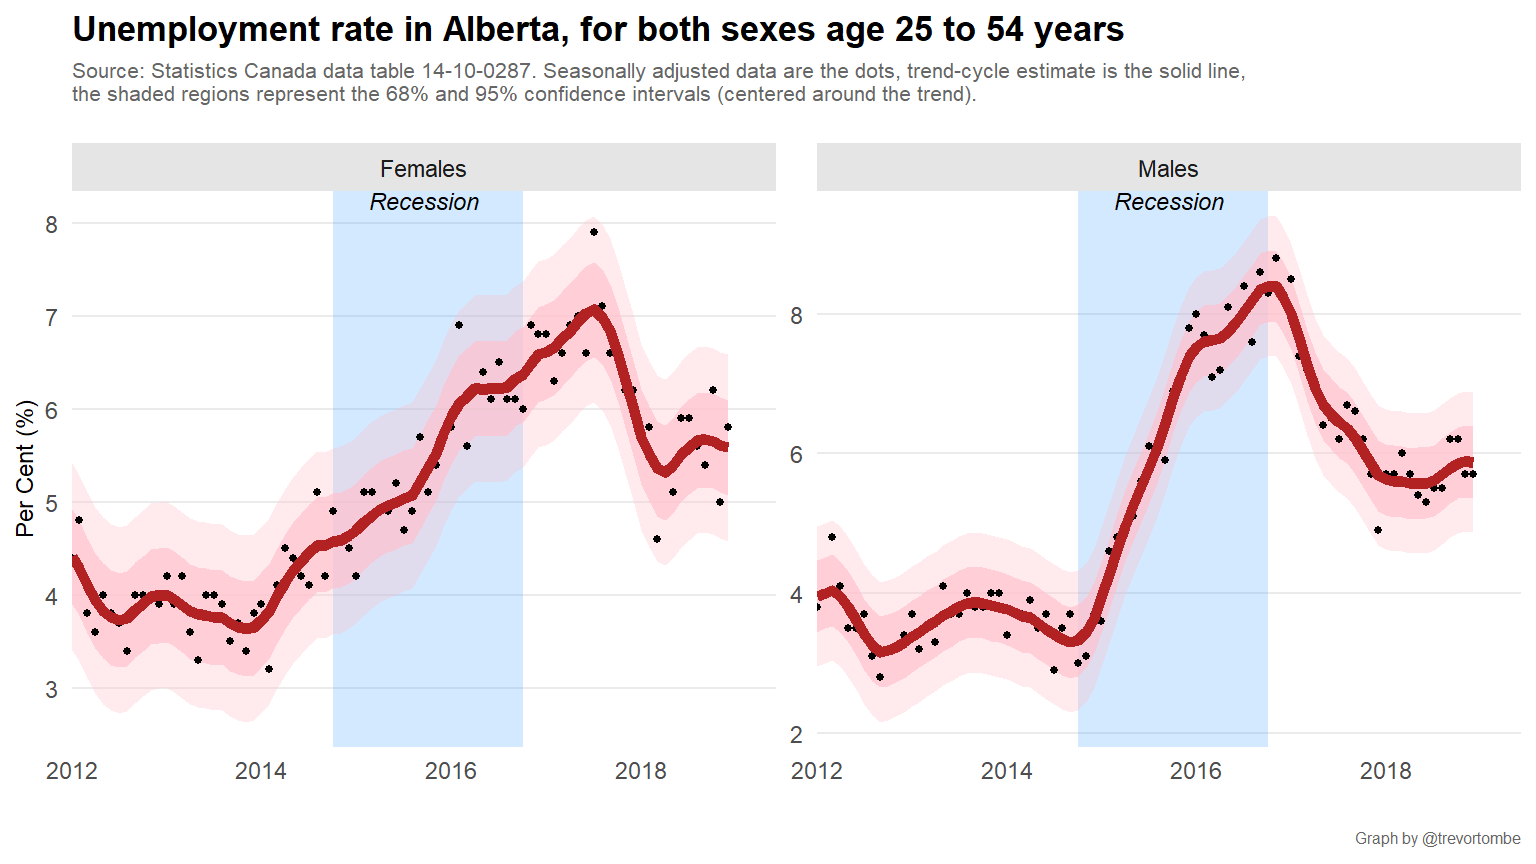 Unemployment rate in Alberta, for both sexes age 25 to 54 years
Source: Statistics Canada data table 14-10-0287. Seasonally adjusted data are the dots, trend-cycle estimate is the solid line,
the shaded regions represent the 68% and 95% confidence intervals (centered around the trend).
Females
Recession
Per Cent (%)
8
7
6
5
4
3
2012
2014
2016
2018
Males
Recession
8
6
4
2
2012
2014
2016
2018
Graph by @trevortombe